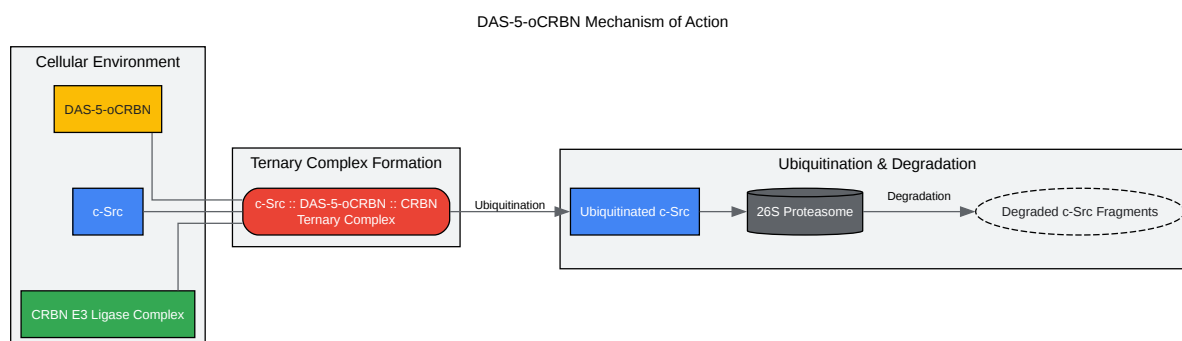 DAS-5-oCRBN Mechanism of Action
Cellular Environment
DAS-5-oCRBN
c-Src
CRBN E3 Ligase Complex
Ternary Complex Formation
c-Src :: DAS-5-oCRBN :: CRBN
Ternary Complex
Ubiquitination
Ubiquitination & Degradation
Ubiquitinated c-Src
26S Proteasome
Degradation
Degraded c-Src Fragments